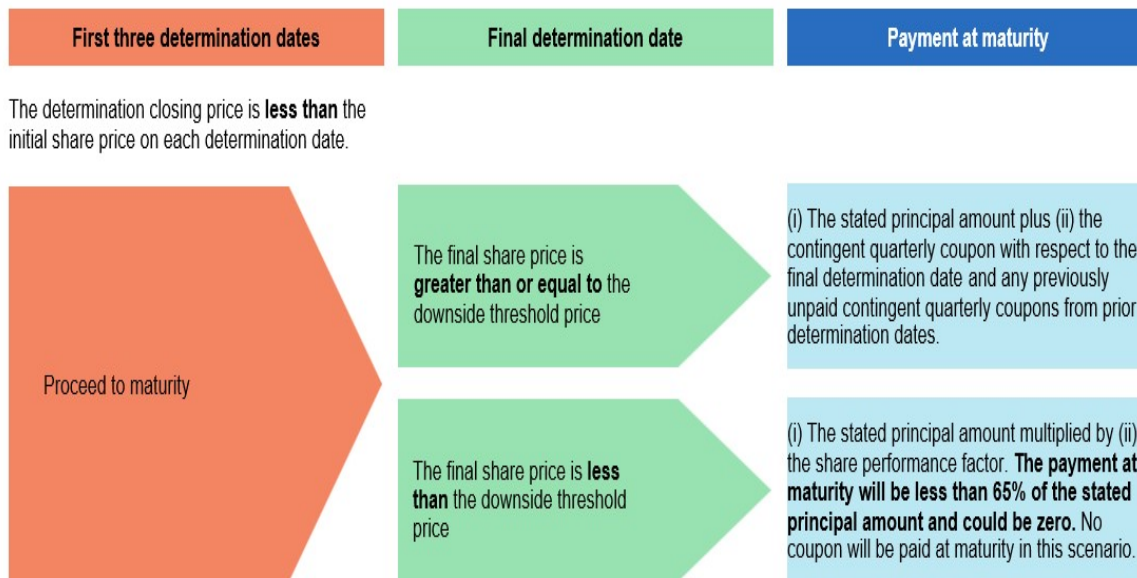 First three determination dates
Final determination date
Payment at maturity
The determination closing price is less than the
initial share price on each determination date.
Proceed to maturity
The final share price is
greater than or equal to the
downside threshold price
(i) The stated principal amount plus (ii) the
contingent quarterly coupon with respect to the
final determination date and any previously
unpaid contingent quarterly coupons from prior
determination dates.
The final share price is less
than the downside threshold
price
(i) The stated principal amount multiplied by (ii)
the share performance factor. The payment at
maturity will be less than 65% of the stated
principal amount and could be zero. No
coupon will be paid at maturity in this scenario.